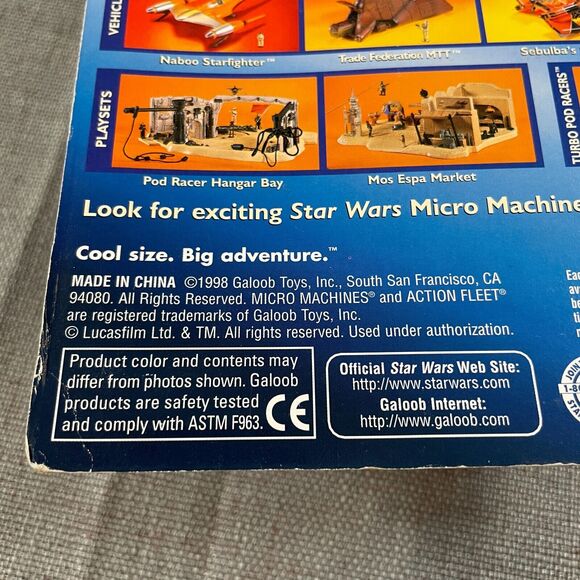 VEHICL
Naboo Starfighter™
Trade Federation MTT™
Sebulba's
PLAYSETS
Pod Racer Hangar Bay
Mos Espa Market
TURBO POD RACERS™
Look for exciting Star Wars Micro Machine
Cool size. Big adventure.™
MADE IN CHINA ©1998 Galoob Toys, Inc., South San Francisco, CA
94080. All Rights Reserved. MICRO MACHINES® and ACTION FLEET®
are registered trademarks of Galoob Toys, Inc.
© Lucasfilm Ltd. & TM. All rights reserved. Used under authorization.
Product color and contents may
differ from photos shown. Galoob
products are safety tested
and comply with ASTM F963.
CE
Official Star Wars Web Site:
http://www.starwars.com
Galoob Internet:
http://www.galoob.com
Eac
av
be
ti